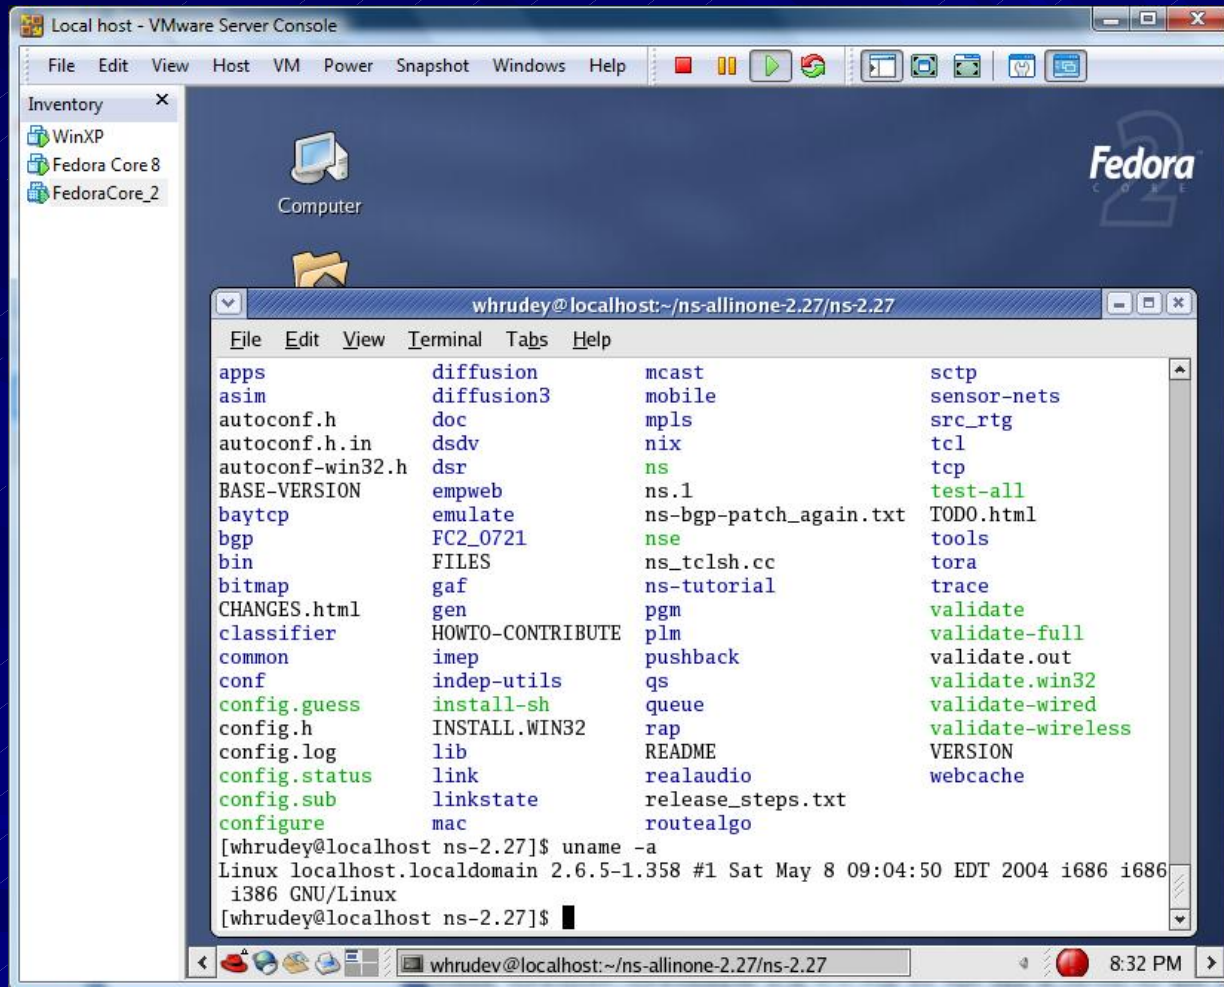 Local host - VMware Server Console
File Edit View Host VM Power Snapshot Windows Help
Inventory
WinXP
Fedora Core 8
FedoraCore_2
Computer
2
Fedora
CORE
whrudey@localhost:~/ns-allinone-2.27/ns-2.27
File Edit View Terminal Tabs Help
apps diffusion mcast sctp
asim diffusion3 mobile sensor-nets
autoconf.h doc mpls src_rtg
autoconf.h.in dsdv nix tcl
autoconf-win32.h dsr ns tcp
BASE-VERSION empweb ns.1 test-all
baytcp emulate ns-bgp-patch_again.txt TODO.html
bgp FC2_0721 nse tools
bin FILES ns_tclsh.cc tora
bitmap gaf ns-tutorial trace
CHANGES.html gen pgm validate
classifier HOWTO-CONTRIBUTE plm validate-full
common imep pushback validate.out
conf indep-utils qs validate.win32
config.guess install-sh queue validate-wired
config.h INSTALL.WIN32 rap validate-wireless
config.log lib README VERSION
config.status link realaudio webcache
config.sub linkstate release_steps.txt
configure mac routealgo
[whrudey@localhost ns-2.27]$ uname -a
Linux localhost.localdomain 2.6.5-1.358 #1 Sat May 8 09:04:50 EDT 2004 i686 i686
i386 GNU/Linux
[whrudey@localhost ns-2.27]$
whrudey@localhost:~/ns-allinone-2.27/ns-2.27
8:32 PM